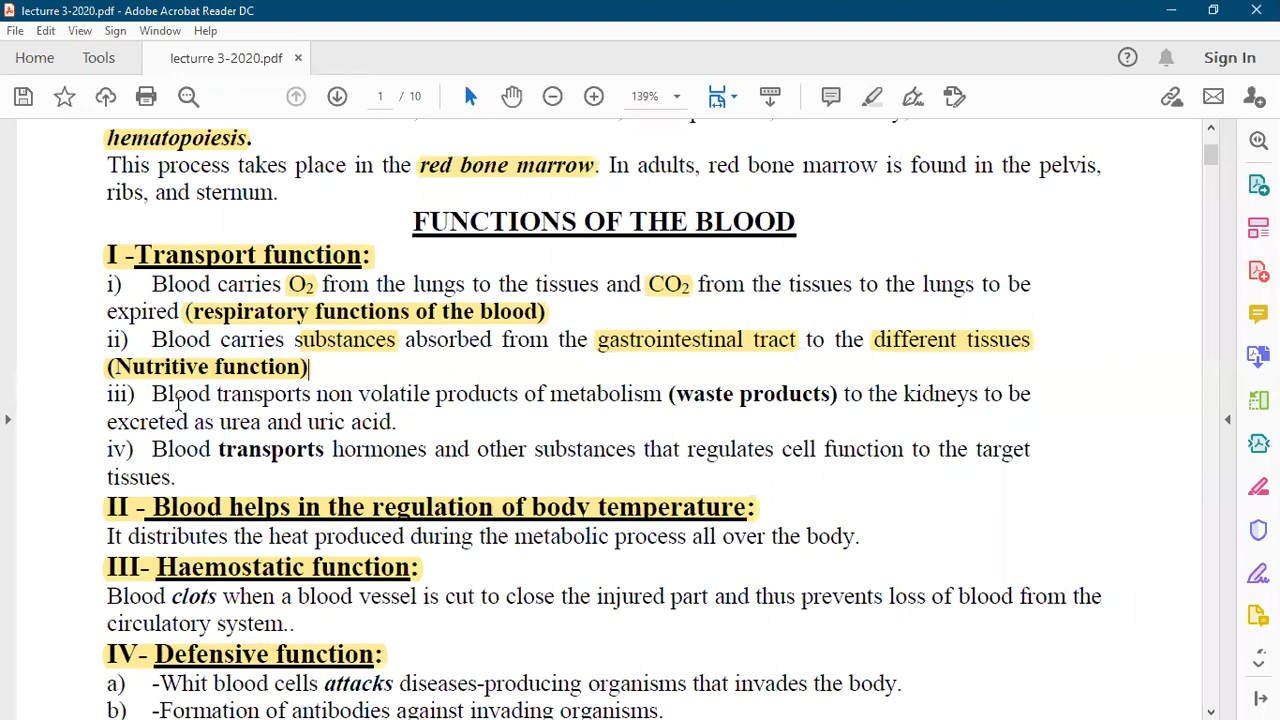 lecturre 3-2020.pdf - Adobe Acrobat Reader DC
File Edit View Sign Window Help
Home Tools lecturre 3-2020.pdf × Sign In
1 / 10 139%
hematopoiesis.
This process takes place in the red bone marrow. In adults, red bone marrow is found in the pelvis,
ribs, and sternum.
FUNCTIONS OF THE BLOOD
I -Transport function:
i) Blood carries O2 from the lungs to the tissues and CO2 from the tissues to the lungs to be
expired (respiratory functions of the blood)
ii) Blood carries substances absorbed from the gastrointestinal tract to the different tissues
(Nutritive function)
iii) Blood transports non volatile products of metabolism (waste products) to the kidneys to be
excreted as urea and uric acid.
iv) Blood transports hormones and other substances that regulates cell function to the target
tissues.
II - Blood helps in the regulation of body temperature:
It distributes the heat produced during the metabolic process all over the body.
III- Haemostatic function:
Blood clots when a blood vessel is cut to close the injured part and thus prevents loss of blood from the
circulatory system..
IV- Defensive function:
a) -Whit blood cells attacks diseases-producing organisms that invades the body.
b) -Formation of antibodies against invading organisms.